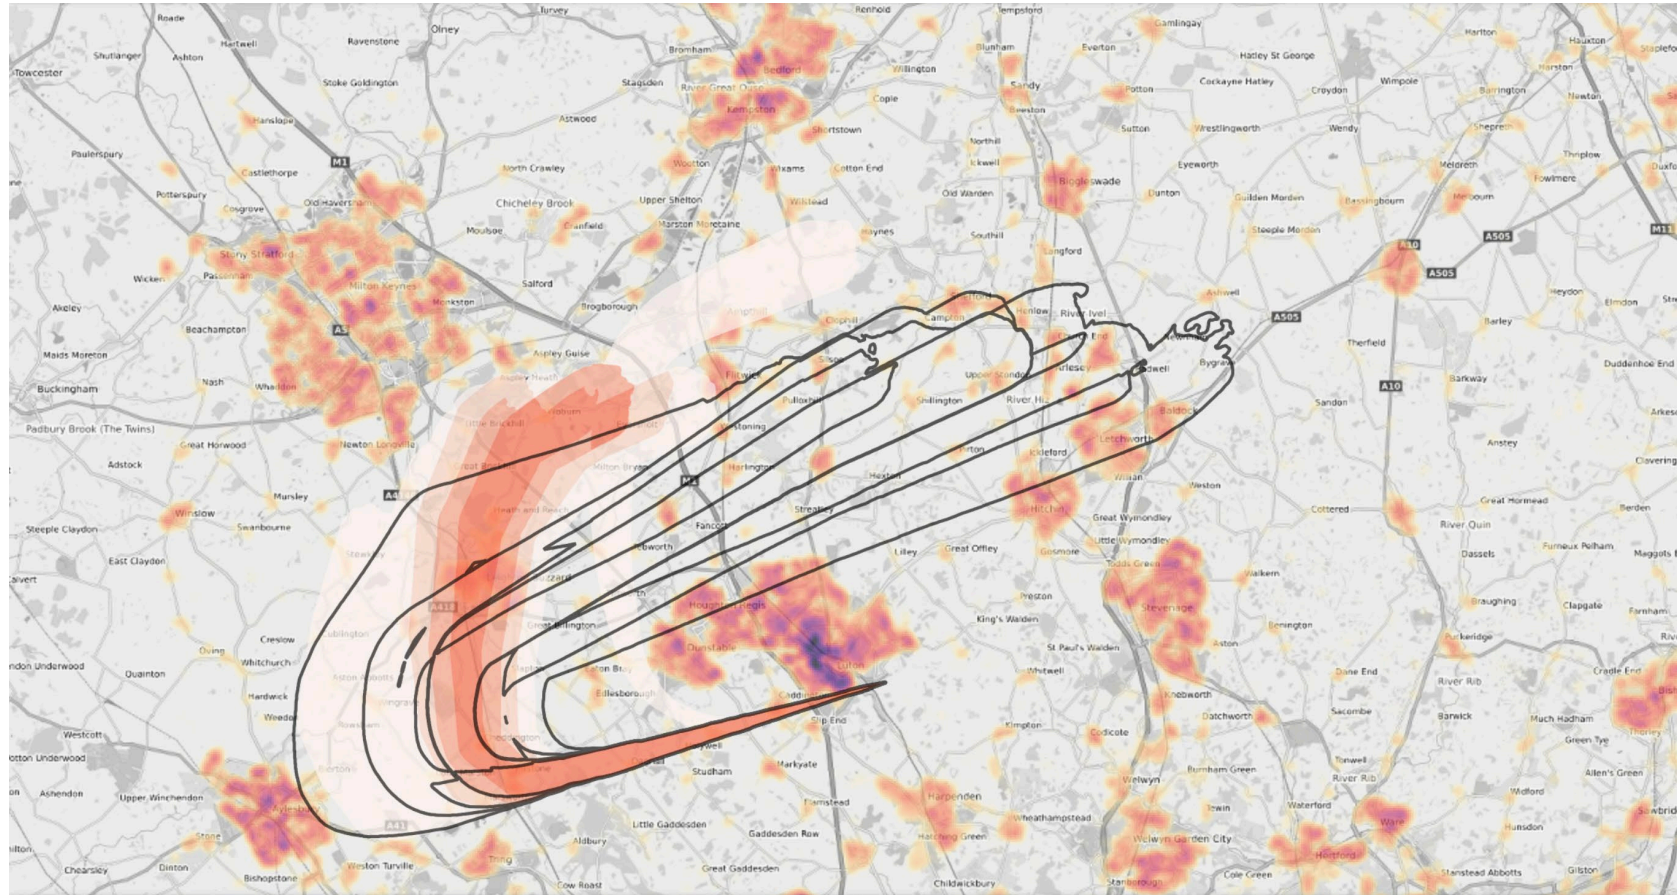 Roade
Turvey
Renhold
Tempsford
Gamlingay
Olney
Hartwell
Ravenstone
Bromham
Blunham
Everton
Hatley St George
Harlton
Hauxton
Shutlanger
Ashton
Towcester
Stoke Goldington
Stagsden
Bedford
Willington
Harston
River Great Ouse
Sandy
Potton
Cockayne Hatley
Wimpole
Croydon
Barrington
Newton
Kempston
Cople
Beeston
Hanslope
Astwood
Shortstown
Sutton
Wrestlingworth
Wendy
Shepreth
Northill
Paulerspury
M1
Wootton
Ickwell
Thriplow
Castlethorpe
North Crawley
Wixams
Cotton End
Eyeworth
Meldreth
Fowlmere
Biggleswade
Potterspury
Old Warden
Dunton
Cosgrove
Chicheley Brook
Upper Shelton
Wilstead
Guilden Morden
Bassingbourn
Melbourn
Moulsoe
Cranfield
Marston Moretaine
Haynes
Southill
Steeple Morden
A505
M11
A10
Stony Stratford
Langford
Wicken
Passenham
A505
Milton Keynes
Salford
Ashwell
Heydon
Elmdon
Monkston
Brogborough
Akeley
Ampthill
Clophill
Campton
Henlow
River Ivel
A505
Barley
Beachampton
A5
Therfield
Maids Moreton
Aspley Guise
Bygrave
Duddenhoe End
Nash
Aspley Heath
Flitwick
Arlesey
Barkway
Buckingham
Whaddon
A10
Pulloxhill
Shillington
Upper Stondon
Sandon
Baldock
Padbury Brook (The Twins)
Little Brickhill
Woburn
Letchworth
Anstey
Great Horwood
Newton Longville
Adstock
Milton Bryan
Harlington
Ickleford
Clavering
Mursley
M1
Hexton
Willian
Weston
Winslow
Heath and Reach
Streatley
Hitchin
Cottered
Great Hormead
Berden
Steeple Claydon
Swanbourne
Fancott
Great Wymondley
River Quin
East Claydon
Stewkley
Lilley
Great Offley
Little Wymondley
Gosmore
Dassels
Furneux Pelham
Todds Green
Walkern
A418
Houghton Regis
Preston
Stevenage
Braughing
Clapgate
Farnham
Great Billington
King's Walden
Benington
Creslow
Cublington
Dunstable
Luton
St Paul's Walden
Aston
Puckeridge
Oving
Whitchurch
Slapton
Eaton Bray
Whitwell
Dane End
Quainton
Aston Abbotts
Cradle End
River Rib
Hardwick
Edlesborough
Caddington
Knebworth
Weedon
Datchworth
Sacombe
Barwick
Much Hadham
Slip End
Kimpton
Westcott
Codicote
Green Tye
Thorley
Studham
Markyate
Burnham Green
Tonwell
Allen's Green
Welwyn
River Rib
Ashendon
Upper Winchendon
Flamstead
Harpenden
Tewin
Waterford
Widford
Aylesbury
Little Gaddesden
Gaddesden Row
Wheathampstead
Ware
Hunsdon
A41
Stone
Aldbury
Hatching Green
Welwyn Garden City
Hertford
Chearsley
Dinton
Weston Turville
Tring
Great Gaddesden
Cole Green
Stanstead Abbotts
Gilston
Bishopstone
Cow Roast
Childwickbury
Stanborough